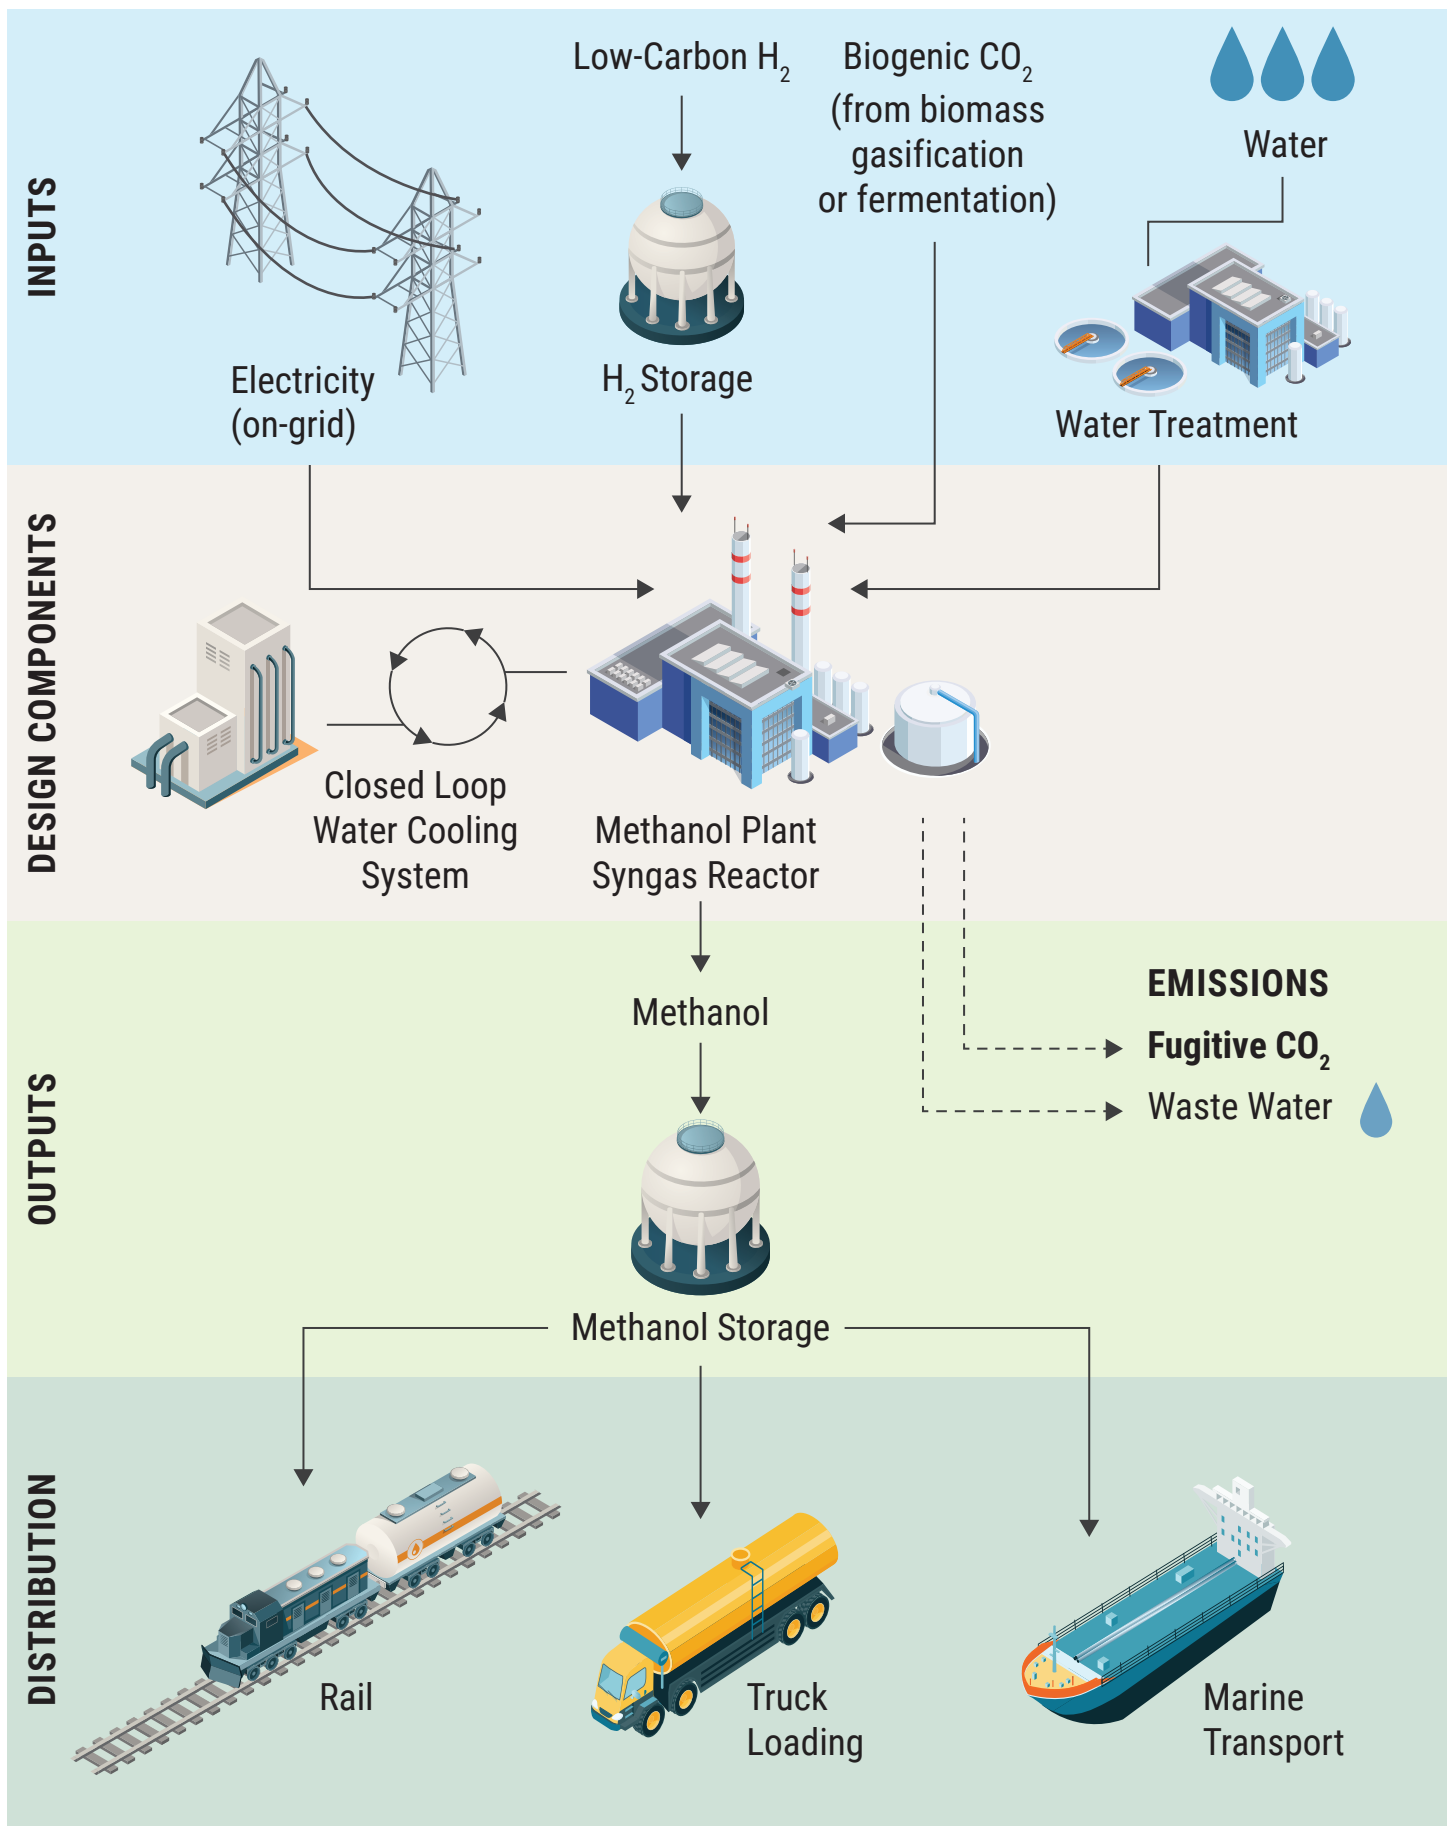 INPUTS
Low-Carbon H₂
Biogenic CO₂
(from biomass
gasification
or fermentation)
Water
Electricity
(on-grid)
H₂ Storage
Water Treatment
DESIGN COMPONENTS
Closed Loop
Water Cooling
System
Methanol Plant
Syngas Reactor
OUTPUTS
Methanol
EMISSIONS
Fugitive CO₂
Waste Water
Methanol Storage
DISTRIBUTION
Rail
Truck
Loading
Marine
Transport